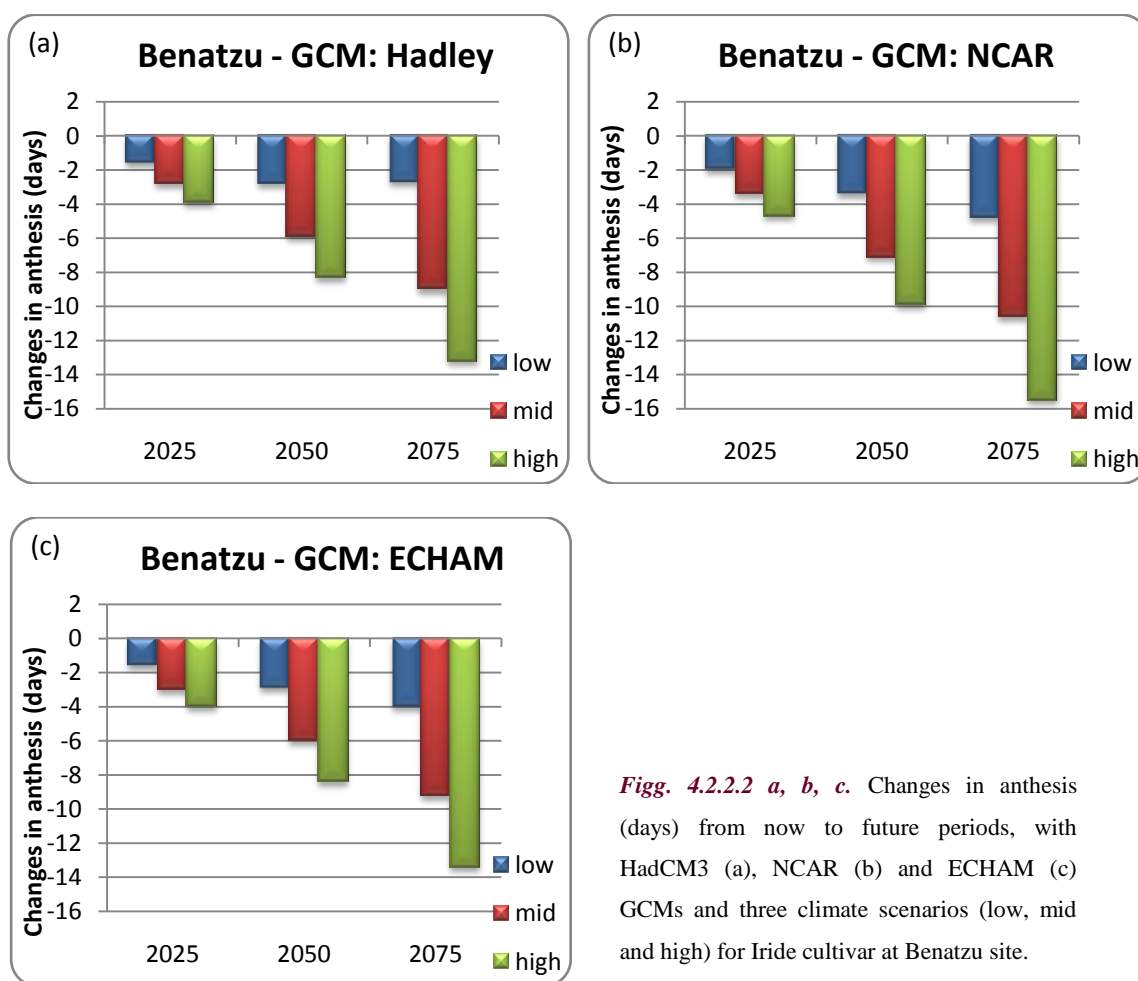 (a)
Benatzu - GCM: Hadley
Changes in anthesis (days)
2
0
-2
-4
-6
-8
-10
-12
-14
-16
2025 2050 2075
low
mid
high
(b)
Benatzu - GCM: NCAR
Changes in anthesis (days)
2
0
-2
-4
-6
-8
-10
-12
-14
-16
2025 2050 2075
low
mid
high
(c)
Benatzu - GCM: ECHAM
Changes in anthesis (days)
2
0
-2
-4
-6
-8
-10
-12
-14
-16
2025 2050 2075
low
mid
high
Figg. 4.2.2.2 a, b, c. Changes in anthesis
(days) from now to future periods, with
HadCM3 (a), NCAR (b) and ECHAM (c)
GCMs and three climate scenarios (low, mid
and high) for Iride cultivar at Benatzu site.